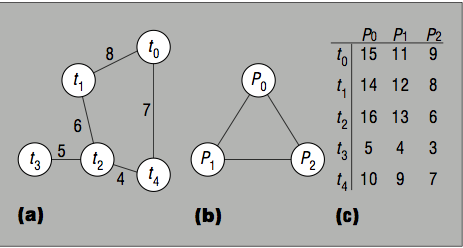 8
t0
t1
7
6
t3
5
t2
4
t4
(a)
P0
P1
P2
(b)
P0 P1 P2
t0 15 11 9
t1 14 12 8
t2 16 13 6
t3 5 4 3
t4 10 9 7
(c)